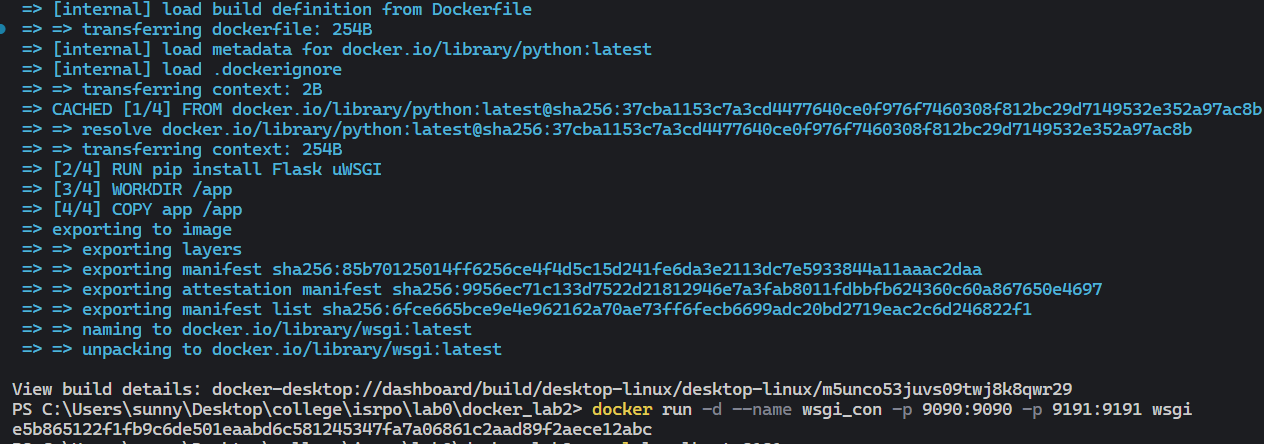 => [internal] load build definition from Dockerfile
=> => transferring dockerfile: 254B
=> [internal] load metadata for docker.io/library/python:latest
=> [internal] load .dockerignore
=> => transferring context: 2B
=> CACHED [1/4] FROM docker.io/library/python:latest@sha256:37cba1153c7a3cd4477640ce0f976f7460308f812bc29d7149532e352a97ac8b
=> => resolve docker.io/library/python:latest@sha256:37cba1153c7a3cd4477640ce0f976f7460308f812bc29d7149532e352a97ac8b
=> => transferring context: 254B
=> [2/4] RUN pip install Flask uWSGI
=> [3/4] WORKDIR /app
=> [4/4] COPY app /app
=> exporting to image
=> => exporting layers
=> => exporting manifest sha256:85b70125014ff6256ce4f4d5c15d241fe6da3e2113dc7e5933844a11aaac2daa
=> => exporting attestation manifest sha256:9956ec71c133d7522d21812946e7a3fab8011fdbbfb624360c60a867650e4697
=> => exporting manifest list sha256:6fce665bce9e4e962162a70ae73ff6fecb6699adc20bd2719eac2c6d246822f1
=> => naming to docker.io/library/wsgi:latest
=> => unpacking to docker.io/library/wsgi:latest
View build details: docker-desktop://dashboard/build/desktop-linux/desktop-linux/m5unco53juvs09twj8k8qwr29
PS C:\Users\sunny\Desktop\college\isrpo\lab0\docker_lab2> docker run -d --name wsgi_con -p 9090:9090 -p 9191:9191 wsgi
e5b865122f1fb9c6de501eaabd6c581245347fa7a06861c2aad89f2aece12abc